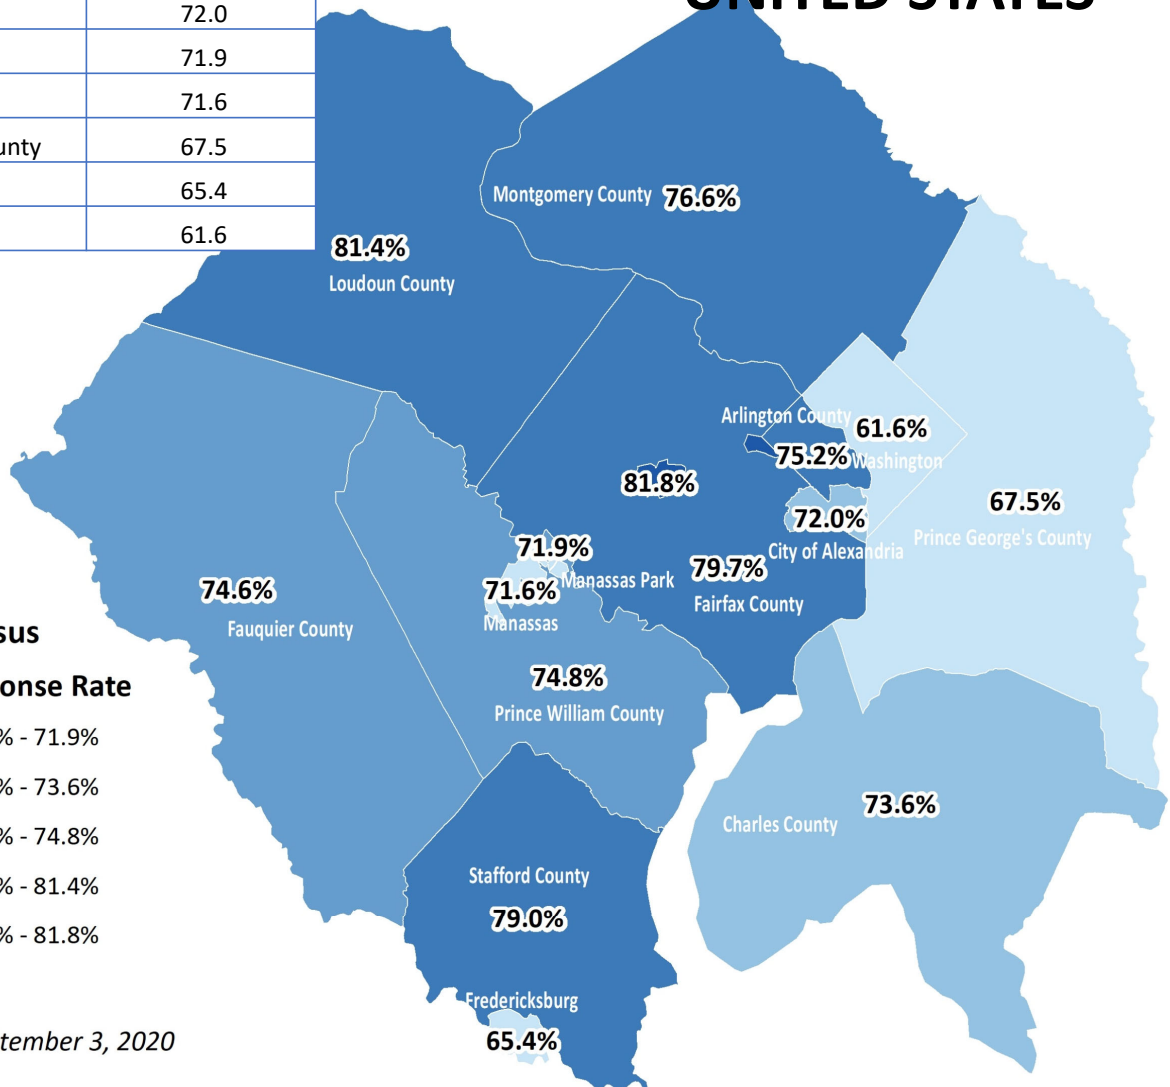 UNITED STATES
72.0
71.9
71.6
unty 67.5
65.4
61.6
Montgomery County 76.6%
81.4%
Loudoun County
Arlington County
61.6%
75.2% Washington
81.8%
67.5%
72.0%
Prince George's County
City of Alexandria
71.9%
79.7%
Manassas Park
Fairfax County
74.6%
71.6%
Fauquier County
Manassas
74.8%
Prince William County
sus
onse Rate
% - 71.9%
% - 73.6%
% - 74.8%
% - 81.4%
% - 81.8%
73.6%
Charles County
Stafford County
79.0%
Fredericksburg
65.4%
tember 3, 2020